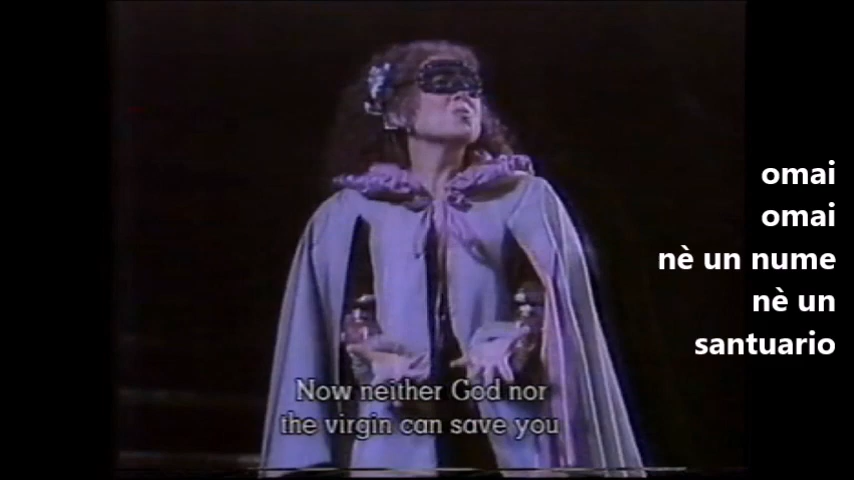 omai
omai
nè un nume
nè un
santuario
Now neither God nor
the virgin can save you